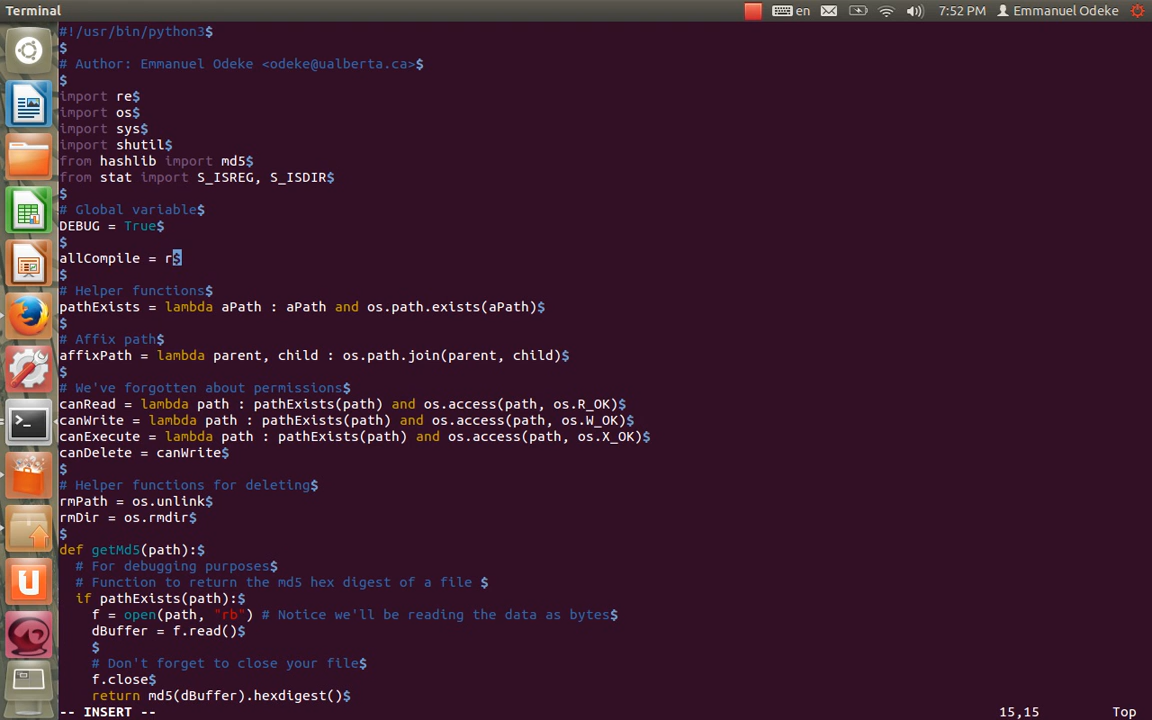 Terminal
en
7:52 PM
Emmanuel Odeke
#!/usr/bin/python3$
$
# Author: Emmanuel Odeke <odeke@ualberta.ca>$
$
import re$
import os$
import sys$
import shutil$
from hashlib import md5$
from stat import S_ISREG, S_ISDIR$
$
# Global variable$
DEBUG = True$
$
allCompile = r$
$
# Helper functions$
pathExists = lambda aPath : aPath and os.path.exists(aPath)$
$
# Affix path$
affixPath = lambda parent, child : os.path.join(parent, child)$
$
# We've forgotten about permissions$
canRead = lambda path : pathExists(path) and os.access(path, os.R_OK)$
canWrite = lambda path : pathExists(path) and os.access(path, os.W_OK)$
canExecute = lambda path : pathExists(path) and os.access(path, os.X_OK)$
canDelete = canWrite$
$
# Helper functions for deleting$
rmPath = os.unlink$
rmDir = os.rmdir$
$
def getMd5(path):$
  # For debugging purposes$
  # Function to return the md5 hex digest of a file $
  if pathExists(path):$
    f = open(path, "rb") # Notice we'll be reading the data as bytes$
    dBuffer = f.read()$
    $
    # Don't forget to close your file$
    f.close$
    return md5(dBuffer).hexdigest()$
-- INSERT --
15,15
Top